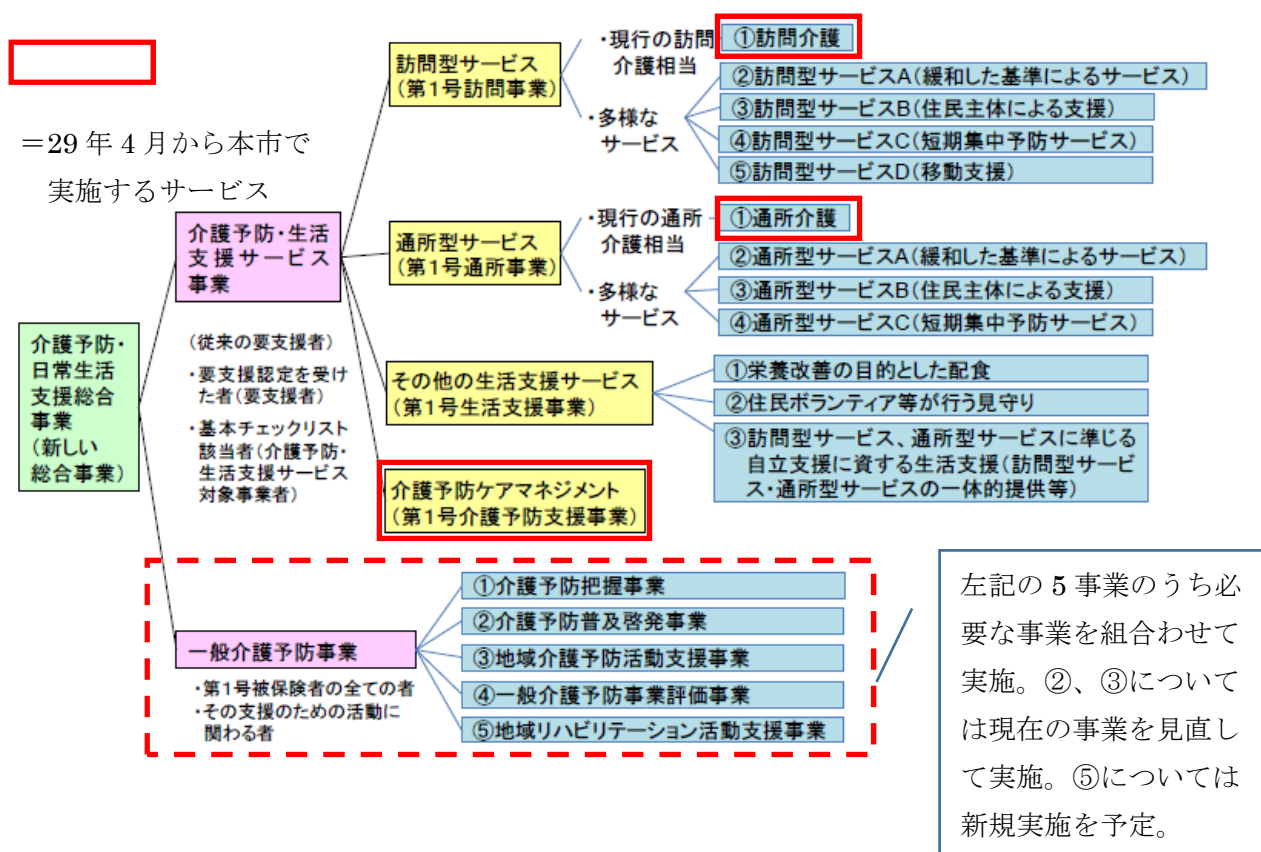 ＝29年4月から本市で
実施するサービス
介護予防・
日常生活
支援総合
事業
(新しい
総合事業)
介護予防・生活
支援サービス
事業
(従来の要支援者)
・要支援認定を受け
た者(要支援者)
・基本チェックリスト
該当者(介護予防・
生活支援サービス
対象事業者)
訪問型サービス
(第1号訪問事業)
・現行の訪問
介護相当
①訪問介護
・多様な
サービス
②訪問型サービスA(緩和した基準によるサービス)
③訪問型サービスB(住民主体による支援)
④訪問型サービスC(短期集中予防サービス)
⑤訪問型サービスD(移動支援)
通所型サービス
(第1号通所事業)
・現行の通所
介護相当
①通所介護
・多様な
サービス
②通所型サービスA(緩和した基準によるサービス)
③通所型サービスB(住民主体による支援)
④通所型サービスC(短期集中予防サービス)
その他の生活支援サービス
(第1号生活支援事業)
①栄養改善の目的とした配食
②住民ボランティア等が行う見守り
③訪問型サービス、通所型サービスに準じる
自立支援に資する生活支援(訪問型サービ
ス・通所型サービスの一体的提供等)
介護予防ケアマネジメント
(第1号介護予防支援事業)
一般介護予防事業
・第1号被保険者の全ての者
・その支援のための活動に
関わる者
①介護予防把握事業
②介護予防普及啓発事業
③地域介護予防活動支援事業
④一般介護予防事業評価事業
⑤地域リハビリテーション活動支援事業
左記の5事業のうち必
要な事業を組合わせて
実施。②、③について
は現在の事業を見直し
て実施。⑤については
新規実施を予定。